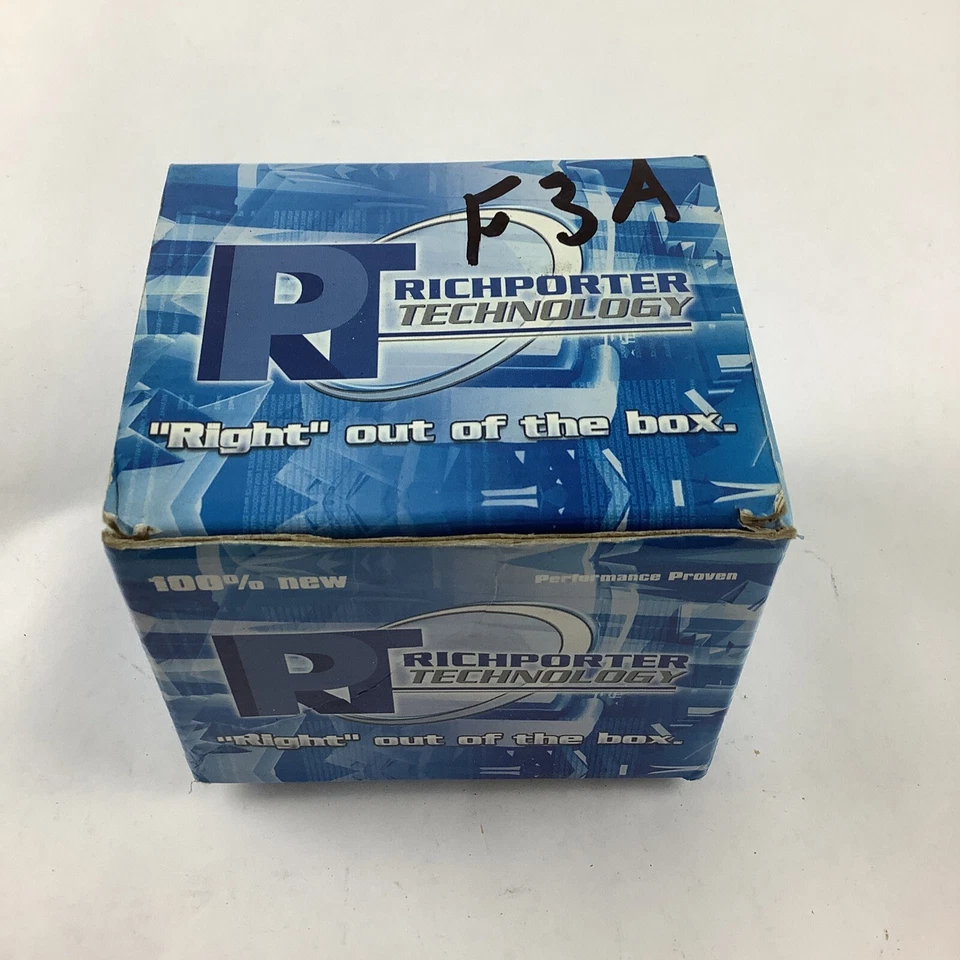 F3A
RT
RICHPORTER
TECHNOLOGY
"Right" out of the box.
100% new
Performance Proven
RT
RICHPORTER
TECHNOLOGY
"Right" out of the box.